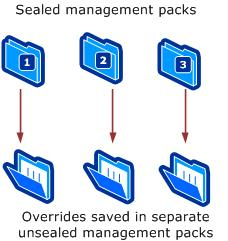 Sealed management packs
1
2
3
Overrides saved in separate
unsealed management packs